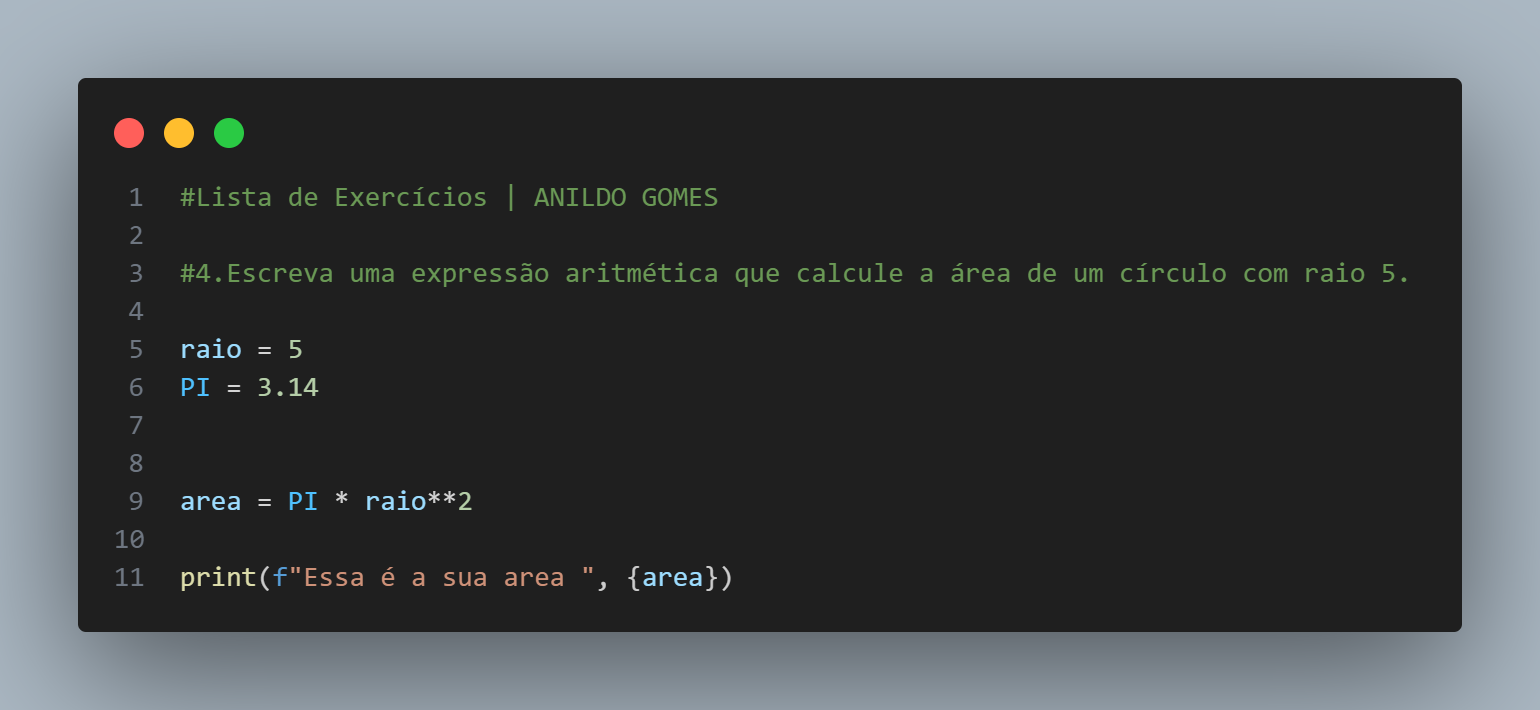 1 #Lista de Exercícios | ANILDO GOMES
2
3 #4.Escreva uma expressão aritmética que calcule a área de um círculo com raio 5.
4
5 raio = 5
6 PI = 3.14
7
8
9 area = PI * raio**2
10
11 print(f"Essa é a sua area ", {area})